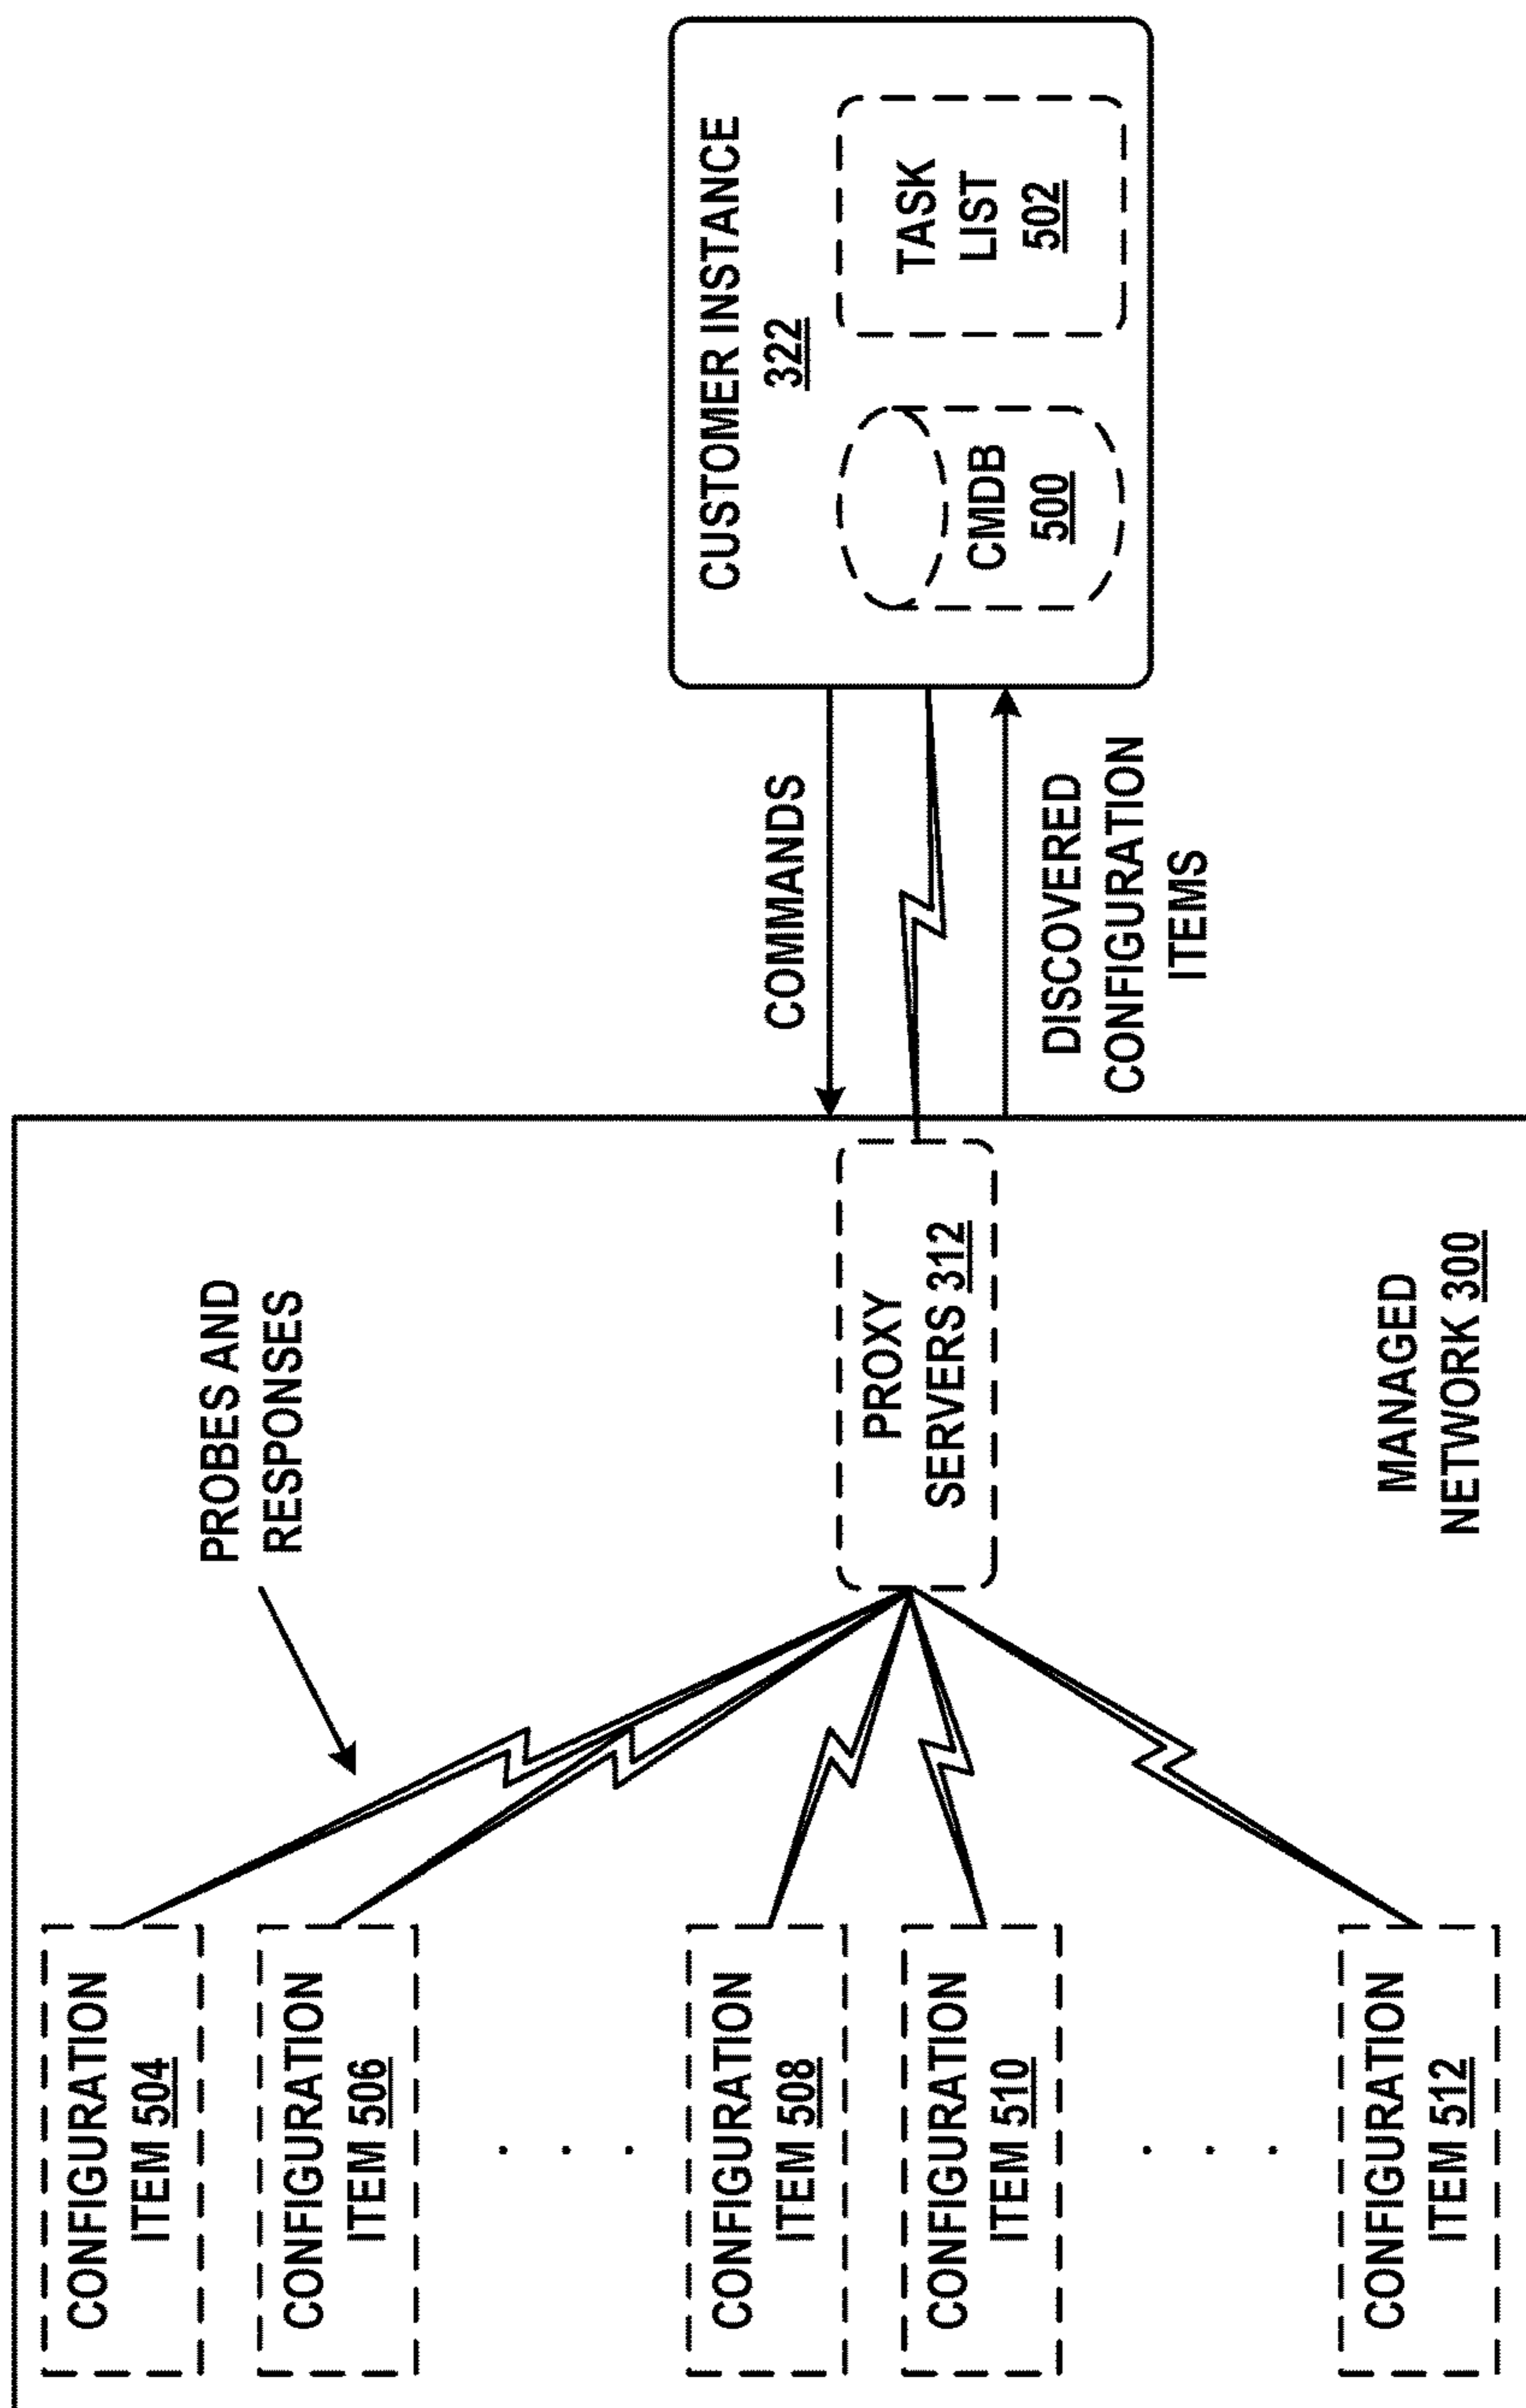 CONFIGURATION
ITEM 504
CONFIGURATION
ITEM 506
. . .
CONFIGURATION
ITEM 508
CONFIGURATION
ITEM 510
. . .
CONFIGURATION
ITEM 512
PROBES AND
RESPONSES
PROXY
SERVERS 312
MANAGED
NETWORK 300
COMMANDS
DISCOVERED
CONFIGURATION
ITEMS
CUSTOMER INSTANCE
322
CMDB
500
TASK
LIST
502